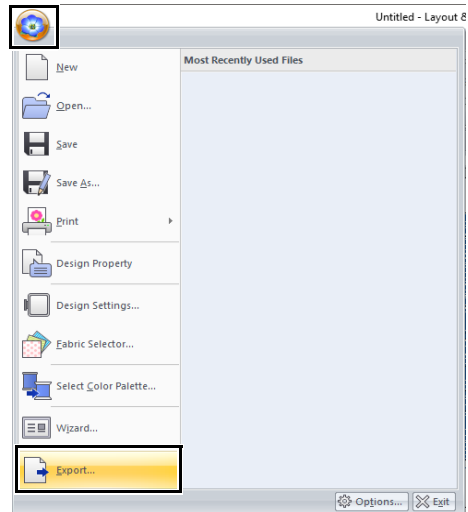 Untitled - Layout &
New
Most Recently Used Files
Open...
Save
Save As...
Print
Design Property
Design Settings...
Fabric Selector...
Select Color Palette...
Wizard...
Export...
Options... Exit